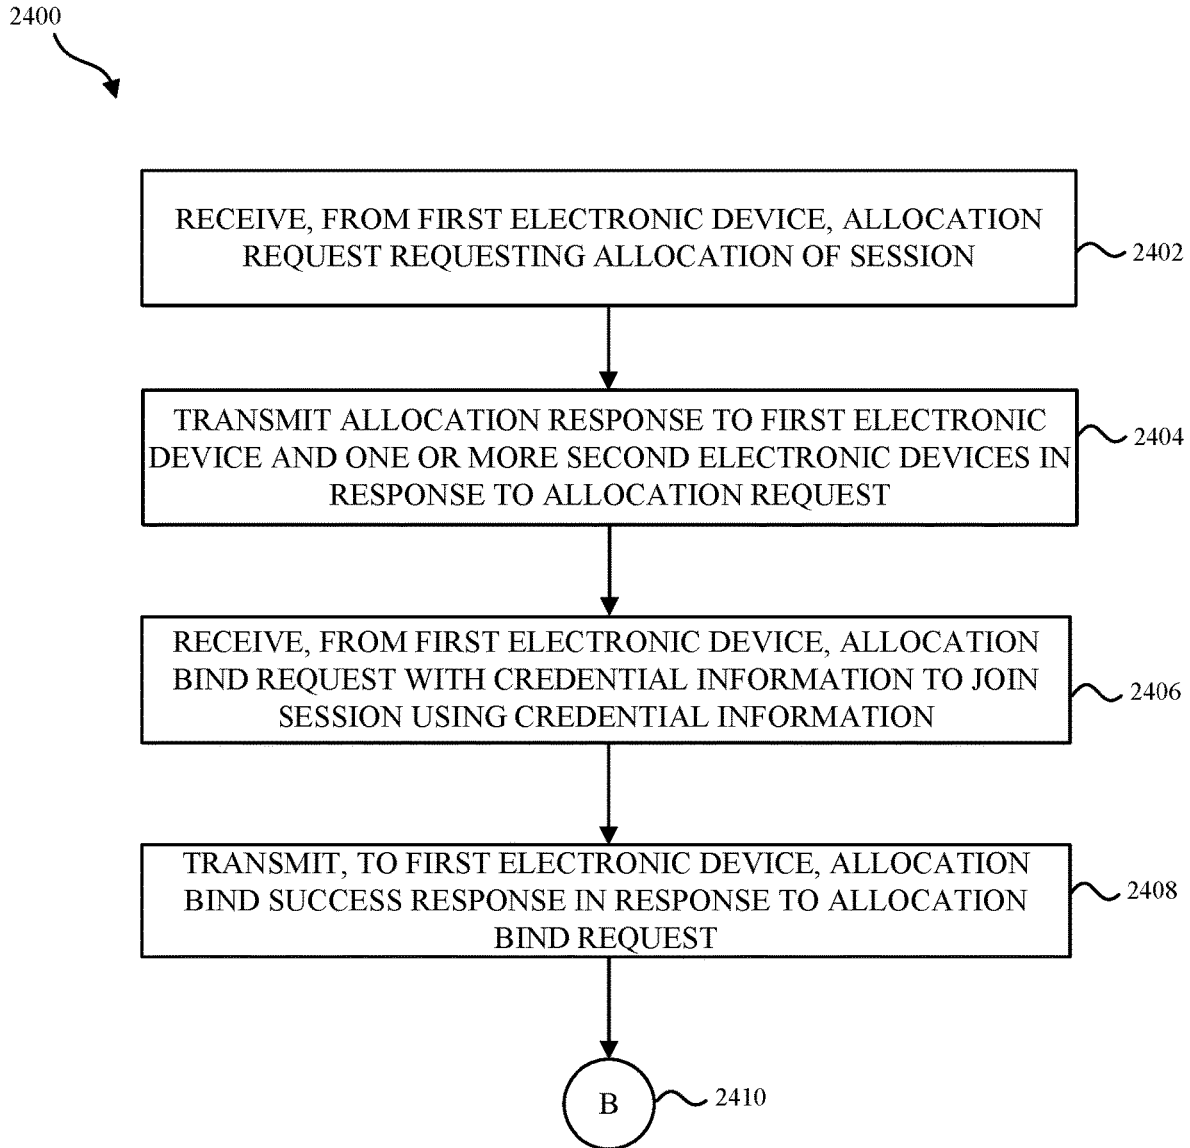 2400
RECEIVE, FROM FIRST ELECTRONIC DEVICE, ALLOCATION
REQUEST REQUESTING ALLOCATION OF SESSION
2402
TRANSMIT ALLOCATION RESPONSE TO FIRST ELECTRONIC
DEVICE AND ONE OR MORE SECOND ELECTRONIC DEVICES IN
RESPONSE TO ALLOCATION REQUEST
2404
RECEIVE, FROM FIRST ELECTRONIC DEVICE, ALLOCATION
BIND REQUEST WITH CREDENTIAL INFORMATION TO JOIN
SESSION USING CREDENTIAL INFORMATION
2406
TRANSMIT, TO FIRST ELECTRONIC DEVICE, ALLOCATION
BIND SUCCESS RESPONSE IN RESPONSE TO ALLOCATION
BIND REQUEST
2408
B
2410